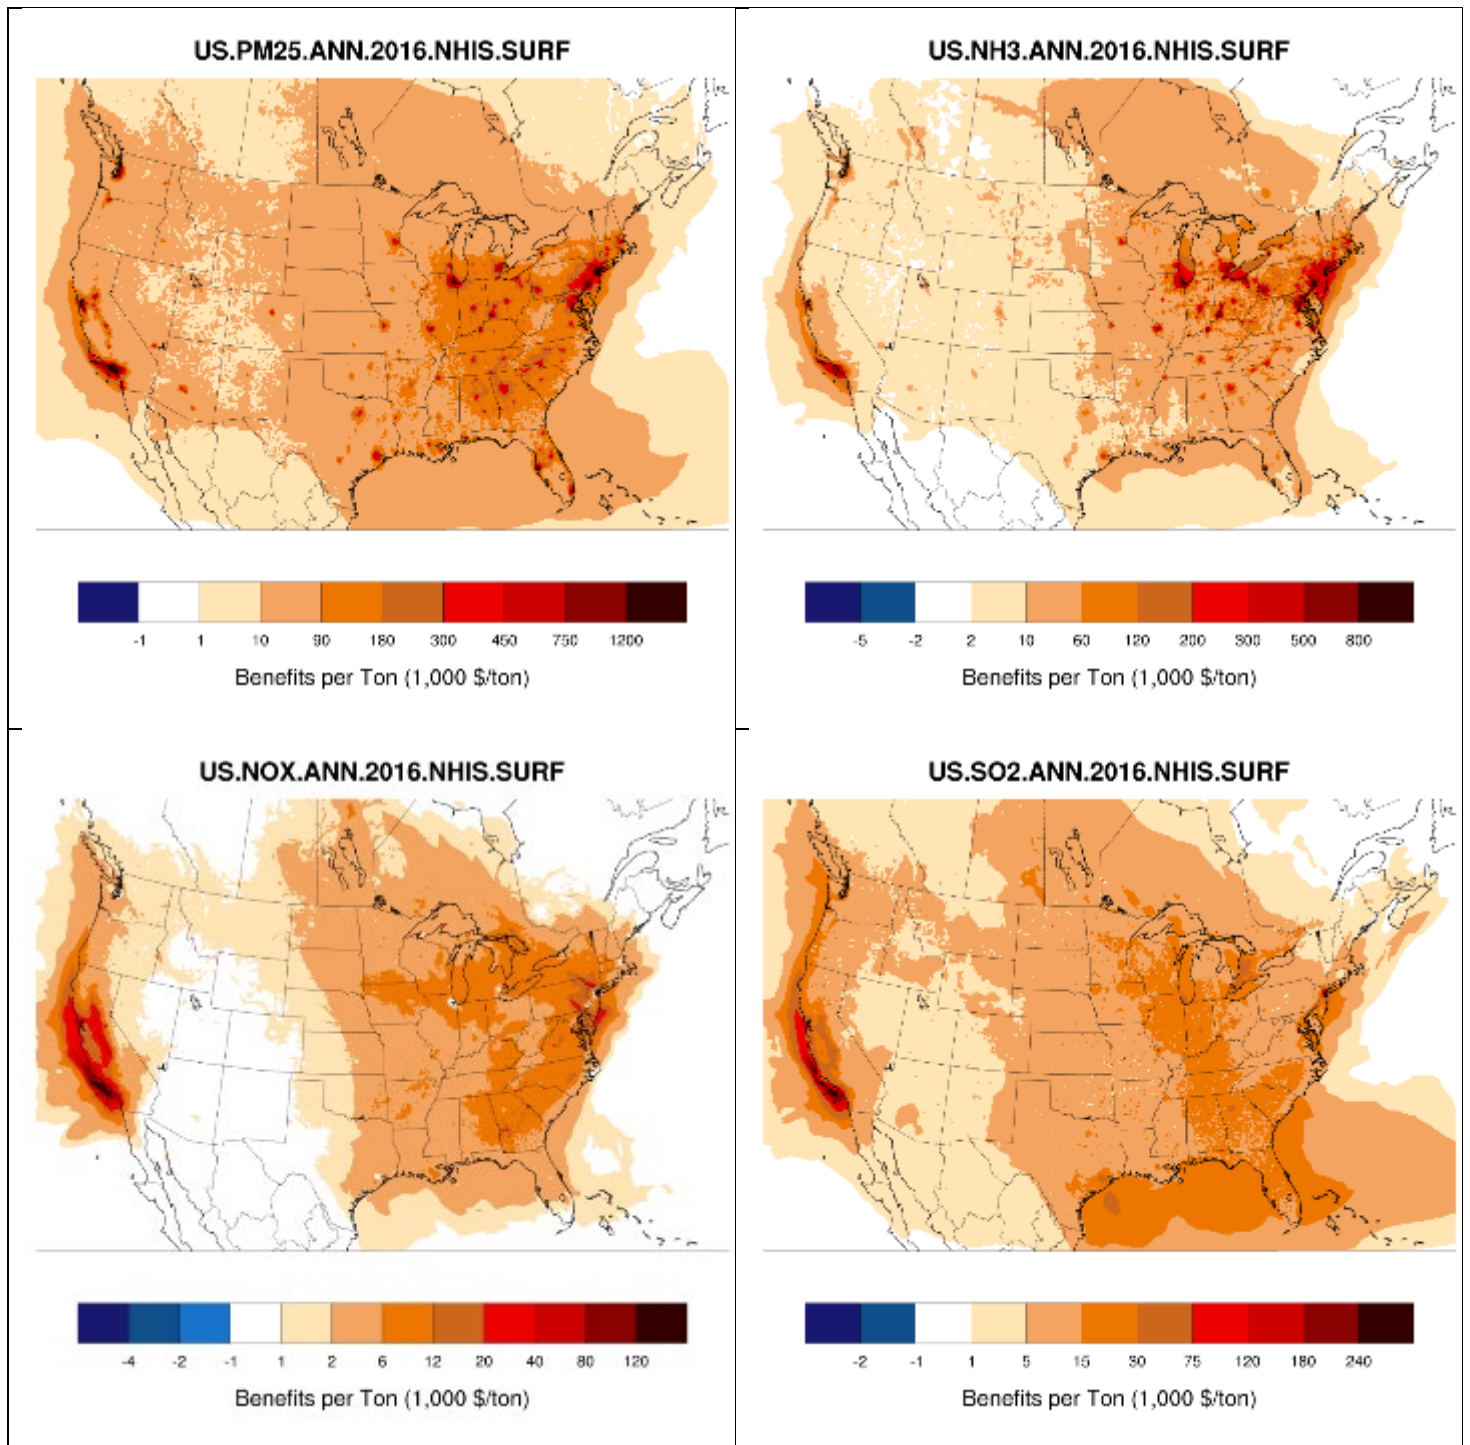 US.PM25.ANN.2016.NHIS.SURF
-1 1 10 90 180 300 450 750 1200
Benefits per Ton (1,000 $/ton)
US.NH3.ANN.2016.NHIS.SURF
-5 -2 2 10 60 120 200 300 500 800
Benefits per Ton (1,000 $/ton)
US.NOX.ANN.2016.NHIS.SURF
-4 -2 -1 1 2 6 12 20 40 80 120
Benefits per Ton (1,000 $/ton)
US.SO2.ANN.2016.NHIS.SURF
-2 -1 1 5 15 30 75 120 180 240
Benefits per Ton (1,000 $/ton)